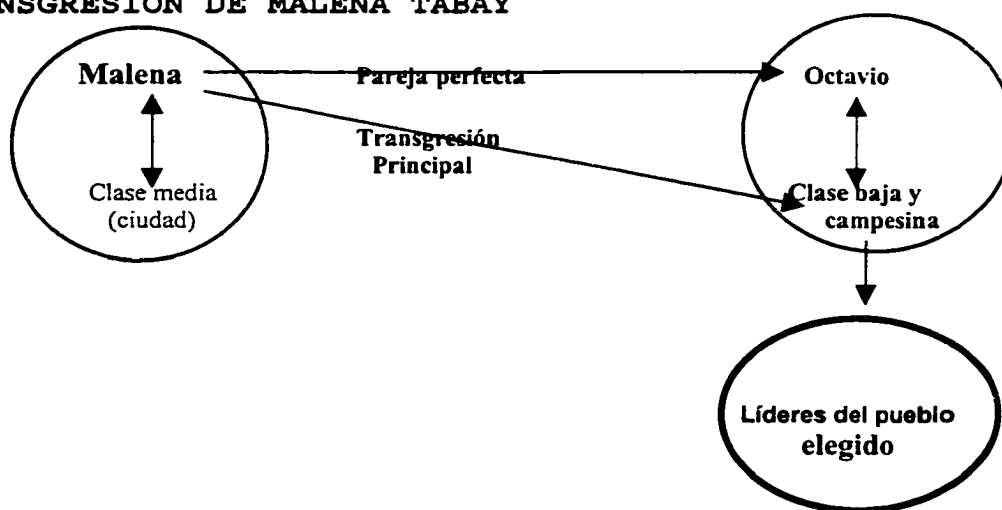 NSGRESIÓN DE MALENA TABAY
Malena
Pareja perfecta
Octavio
Transgresión
Principal
Clase media
(ciudad)
Clase baja y
campesina
Líderes del pueblo
elegido